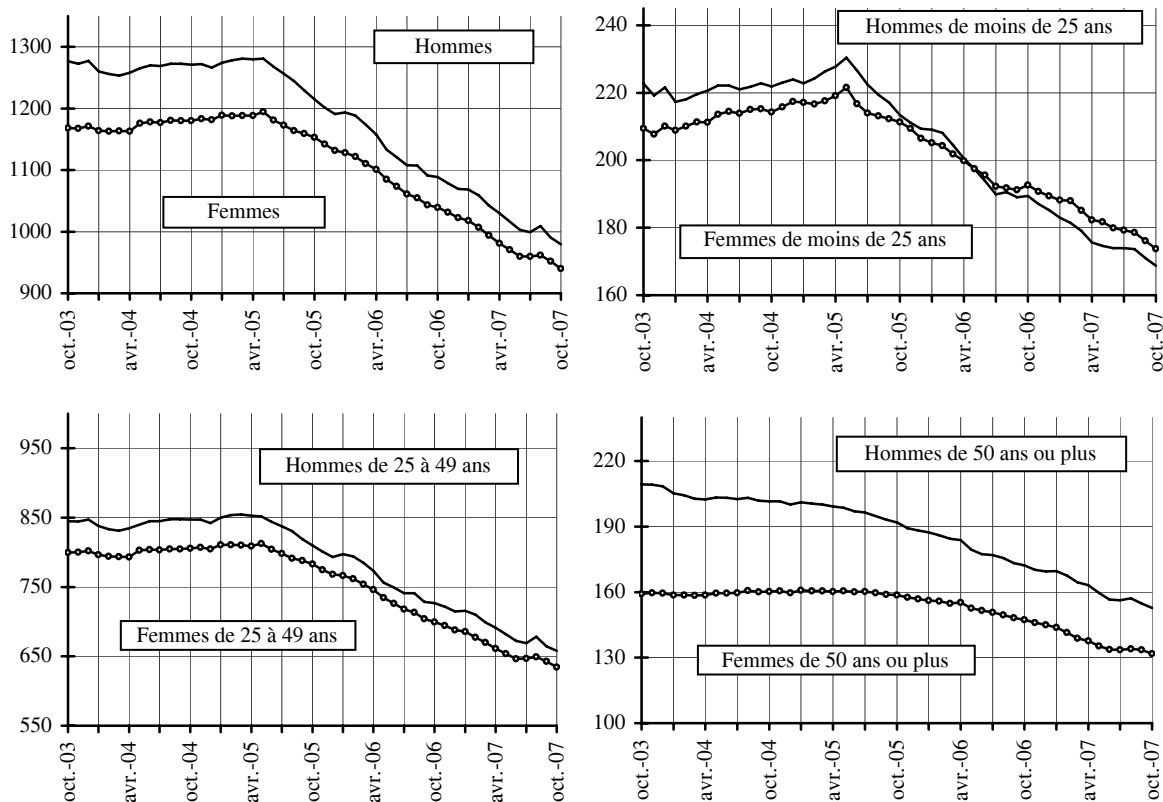 1300
1200
1100
1000
900
Hommes
Femmes
oct.-03
avr.-04
oct.-04
avr.-05
oct.-05
avr.-06
oct.-06
avr.-07
oct.-07
240
220
200
180
160
Hommes de moins de 25 ans
Femmes de moins de 25 ans
oct.-03
avr.-04
oct.-04
avr.-05
oct.-05
avr.-06
oct.-06
avr.-07
oct.-07
950
850
750
650
550
Hommes de 25 à 49 ans
Femmes de 25 à 49 ans
oct.-03
avr.-04
oct.-04
avr.-05
oct.-05
avr.-06
oct.-06
avr.-07
oct.-07
220
190
160
130
100
Hommes de 50 ans ou plus
Femmes de 50 ans ou plus
oct.-03
avr.-04
oct.-04
avr.-05
oct.-05
avr.-06
oct.-06
avr.-07
oct.-07